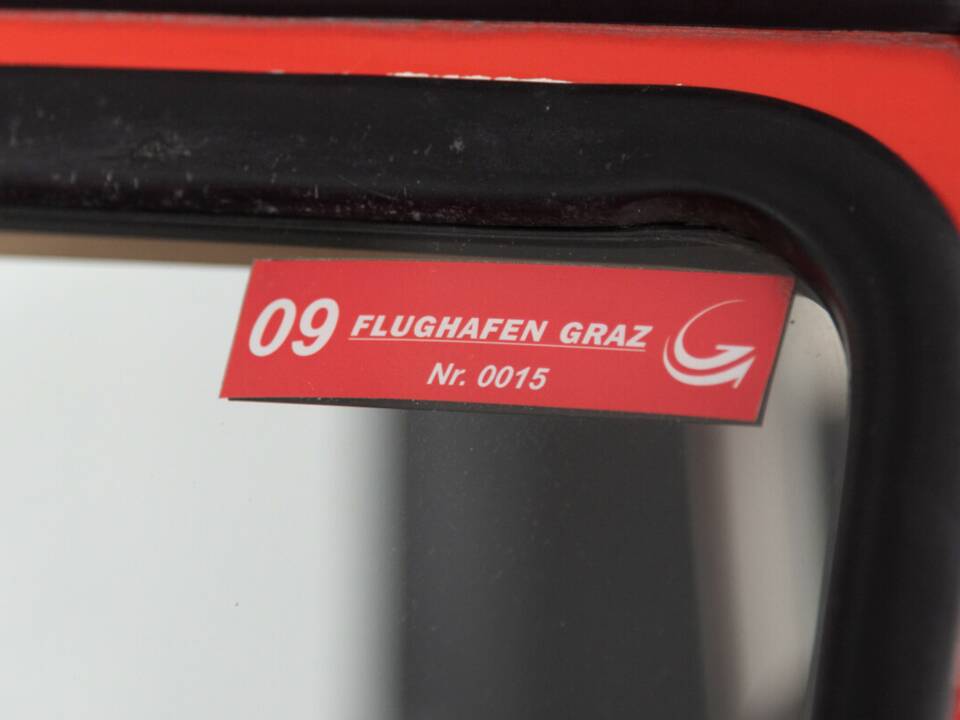 09 FLUGHAFEN GRAZ
Nr. 0015